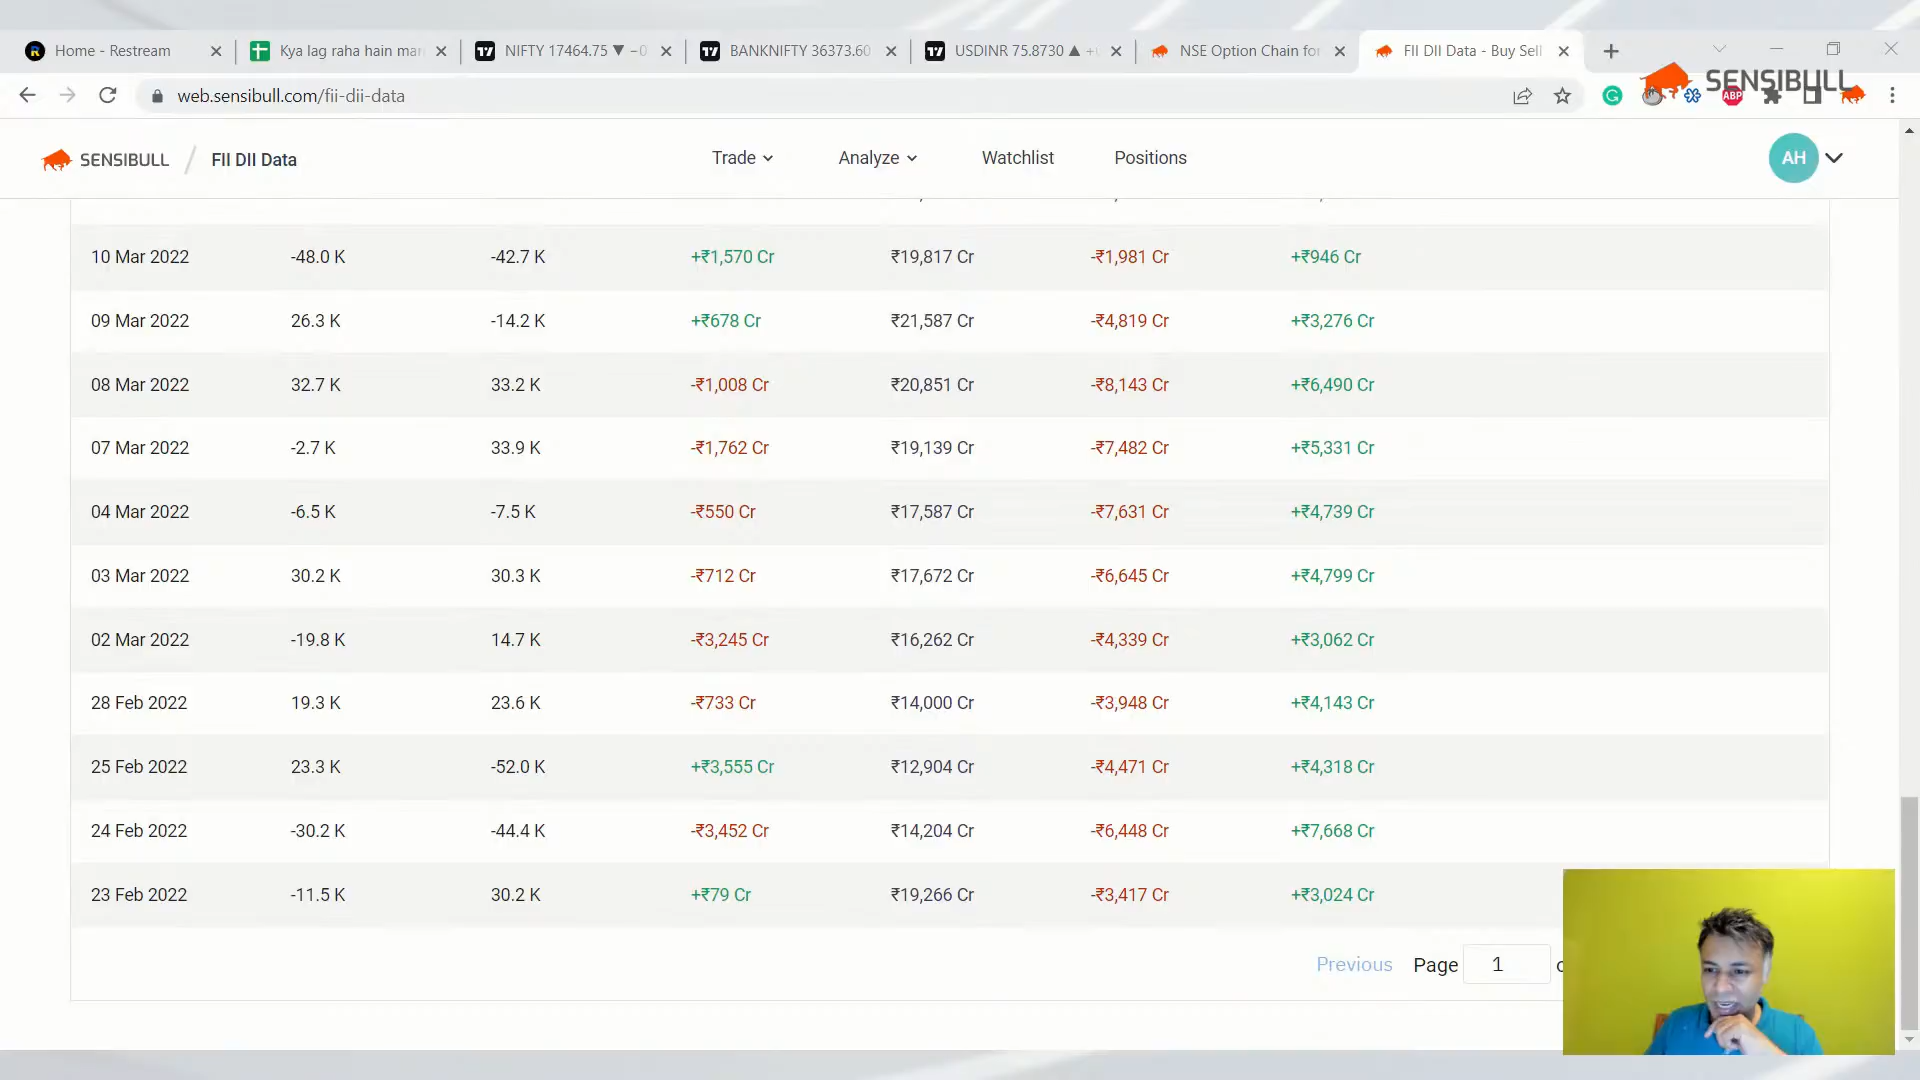 Home - Restream
Kya lag raha hain mar
NIFTY 17464.75 ▼ −0
BANKNIFTY 36373.60
USDINR 75.8730 ▲ +
NSE Option Chain for
FII DII Data - Buy Sell
web.sensibull.com/fii-dii-data
ABP
SENSIBULL
SENSIBULL / FII DII Data
Trade
Analyze
Watchlist
Positions
AH
10 Mar 2022 -48.0 K -42.7 K +₹1,570 Cr ₹19,817 Cr -₹1,981 Cr +₹946 Cr
09 Mar 2022 26.3 K -14.2 K +₹678 Cr ₹21,587 Cr -₹4,819 Cr +₹3,276 Cr
08 Mar 2022 32.7 K 33.2 K -₹1,008 Cr ₹20,851 Cr -₹8,143 Cr +₹6,490 Cr
07 Mar 2022 -2.7 K 33.9 K -₹1,762 Cr ₹19,139 Cr -₹7,482 Cr +₹5,331 Cr
04 Mar 2022 -6.5 K -7.5 K -₹550 Cr ₹17,587 Cr -₹7,631 Cr +₹4,739 Cr
03 Mar 2022 30.2 K 30.3 K -₹712 Cr ₹17,672 Cr -₹6,645 Cr +₹4,799 Cr
02 Mar 2022 -19.8 K 14.7 K -₹3,245 Cr ₹16,262 Cr -₹4,339 Cr +₹3,062 Cr
28 Feb 2022 19.3 K 23.6 K -₹733 Cr ₹14,000 Cr -₹3,948 Cr +₹4,143 Cr
25 Feb 2022 23.3 K -52.0 K +₹3,555 Cr ₹12,904 Cr -₹4,471 Cr +₹4,318 Cr
24 Feb 2022 -30.2 K -44.4 K -₹3,452 Cr ₹14,204 Cr -₹6,448 Cr +₹7,668 Cr
23 Feb 2022 -11.5 K 30.2 K +₹79 Cr ₹19,266 Cr -₹3,417 Cr +₹3,024 Cr
Previous Page 1